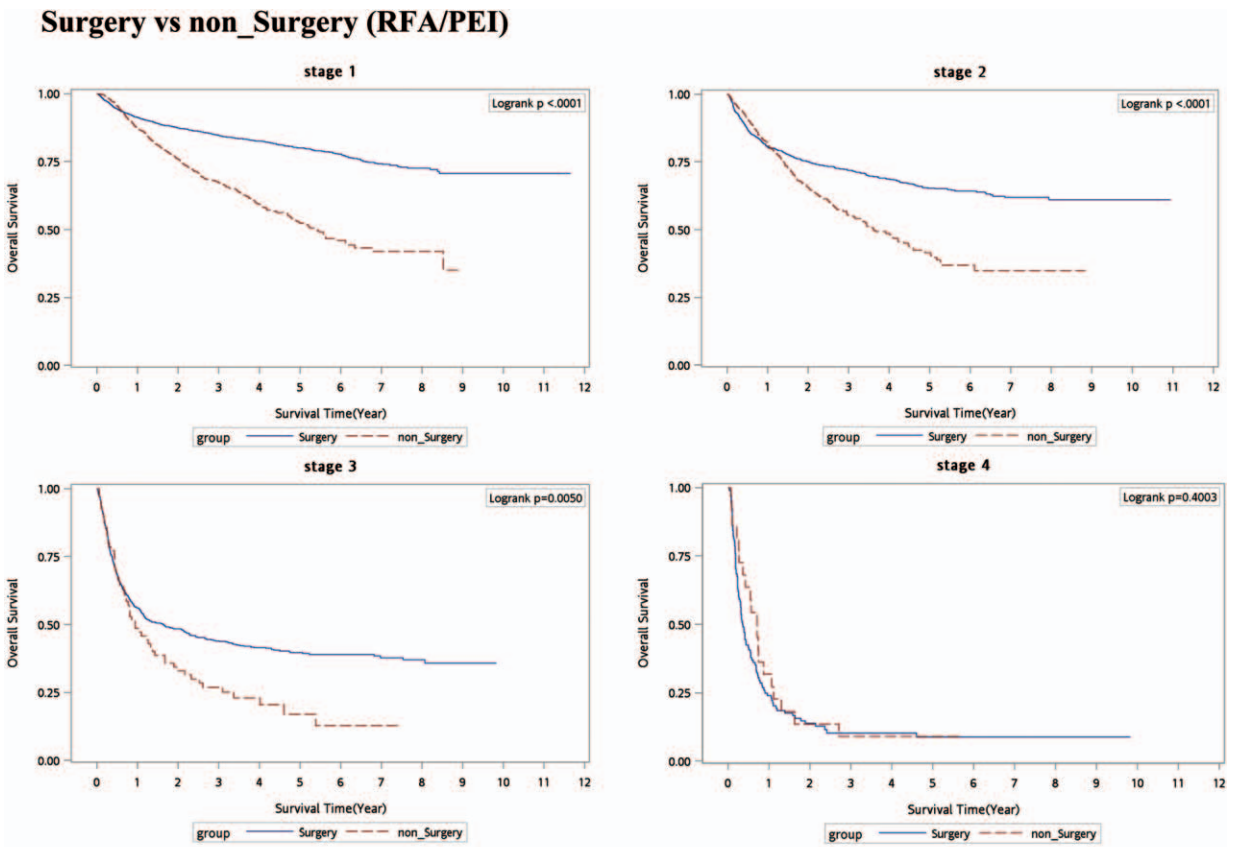 Surgery vs non_Surgery (RFA/PEI)
stage 1
Logrank p <.0001
Overall Survival
1.00
0.75
0.50
0.25
0.00
0 1 2 3 4 5 6 7 8 9 10 11 12
Survival Time(Year)
group Surgery non_Surgery
stage 2
Logrank p <.0001
Overall Survival
1.00
0.75
0.50
0.25
0.00
0 1 2 3 4 5 6 7 8 9 10 11 12
Survival Time(Year)
group Surgery non_Surgery
stage 3
Logrank p=0.0050
Overall Survival
1.00
0.75
0.50
0.25
0.00
0 1 2 3 4 5 6 7 8 9 10 11 12
Survival Time(Year)
group Surgery non_Surgery
stage 4
Logrank p=0.4003
Overall Survival
1.00
0.75
0.50
0.25
0.00
0 1 2 3 4 5 6 7 8 9 10 11 12
Survival Time(Year)
group Surgery non_Surgery